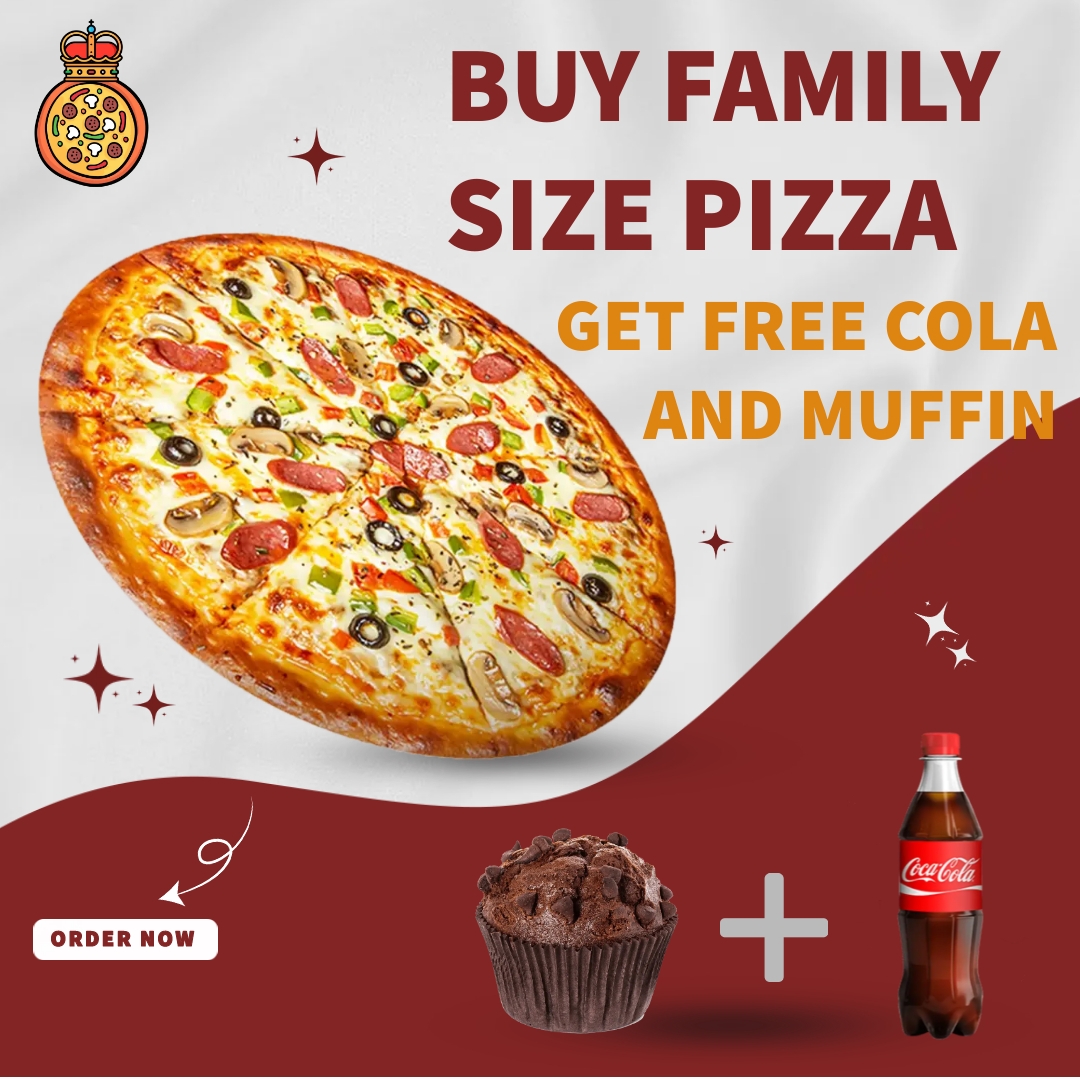 BUY FAMILY
SIZE PIZZA
GET FREE COLA
AND MUFFIN
Coca-Cola
ORDER NOW